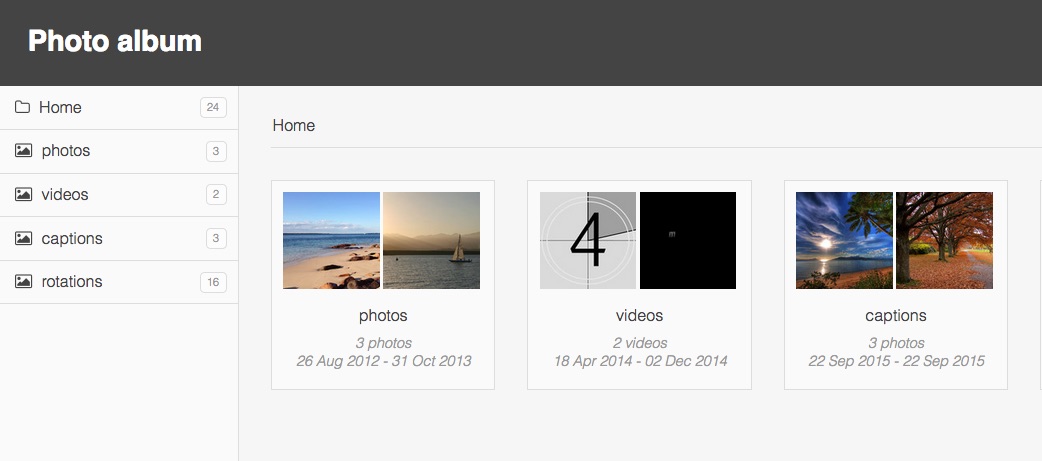 Photo album
Home 24
photos 3
videos 2
captions 3
rotations 16
Home
photos
3 photos
26 Aug 2012 - 31 Oct 2013
4
videos
2 videos
18 Apr 2014 - 02 Dec 2014
captions
3 photos
22 Sep 2015 - 22 Sep 2015